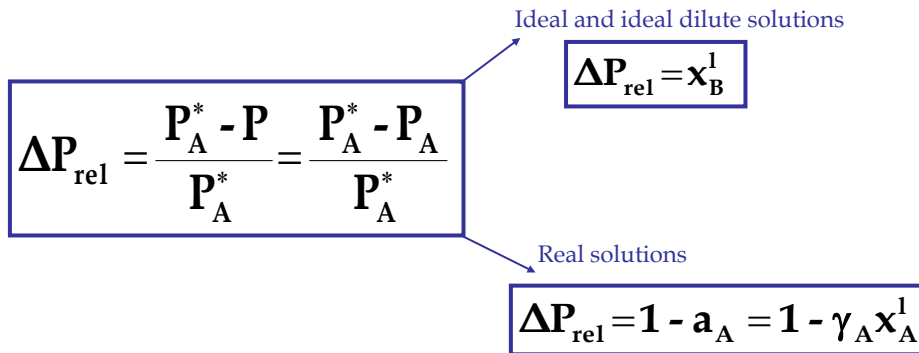 Ideal and ideal dilute solutions
ΔP_rel = x_B^l
ΔP_rel = (P_A^* - P) / P_A^* = (P_A^* - P_A) / P_A^*
Real solutions
ΔP_rel = 1 - a_A = 1 - γ_A x_A^l